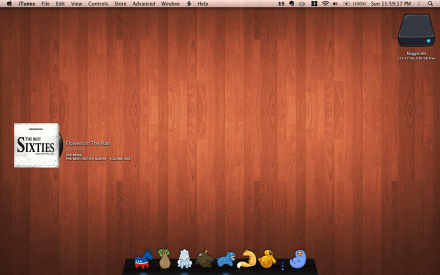 iTunes File Edit View Controls Store Advanced Window Help (100%) Sun 11:59:17 PM
Maggie HD
THE BEST
SIXTIES
Flowers In The Rain
THE MOVE
THE BEST SIXTIES ALBUM - VOLUME ONE